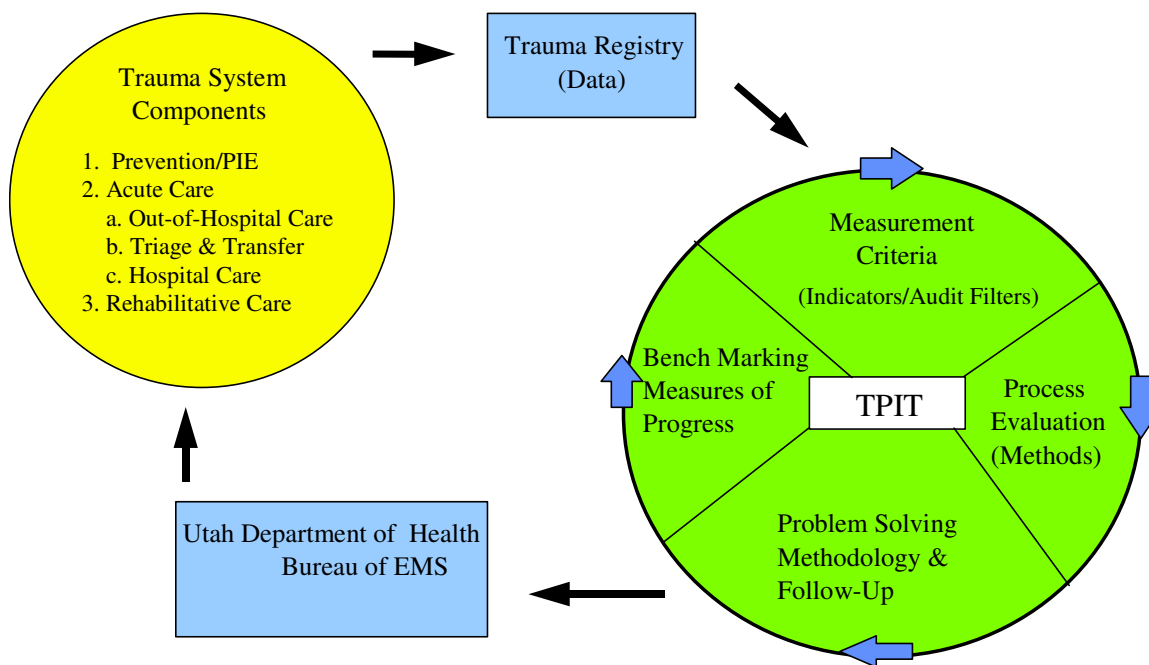 Trauma System
Components
1. Prevention/PIE
2. Acute Care
a. Out-of-Hospital Care
b. Triage & Transfer
c. Hospital Care
3. Rehabilitative Care
Trauma Registry
(Data)
Measurement
Criteria
(Indicators/Audit Filters)
Process
Evaluation
(Methods)
Problem Solving
Methodology &
Follow-Up
Bench Marking
Measures of
Progress
TPIT
Utah Department of Health
Bureau of EMS